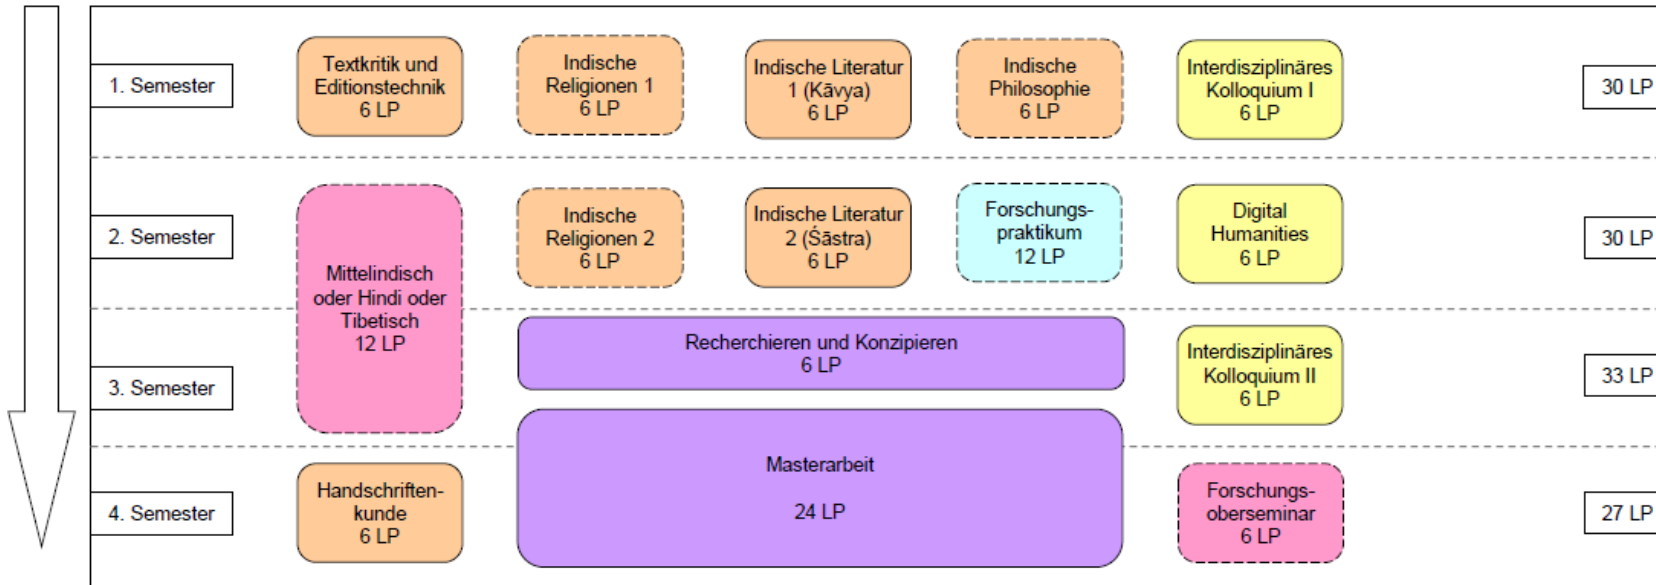 1. Semester
Textkritik und
Editionstechnik
6 LP
Indische
Religionen 1
6 LP
Indische Literatur
1 (Kāvya)
6 LP
Indische
Philosophie
6 LP
Interdisziplinäres
Kolloquium I
6 LP
30 LP
2. Semester
Mittelindisch
oder Hindi oder
Tibetisch
12 LP
Indische
Religionen 2
6 LP
Indische Literatur
2 (Śāstra)
6 LP
Forschungs-
praktikum
12 LP
Digital
Humanities
6 LP
30 LP
3. Semester
Recherchieren und Konzipieren
6 LP
Interdisziplinäres
Kolloquium II
6 LP
33 LP
Masterarbeit
24 LP
4. Semester
Handschriften-
kunde
6 LP
Forschungs-
oberseminar
6 LP
27 LP